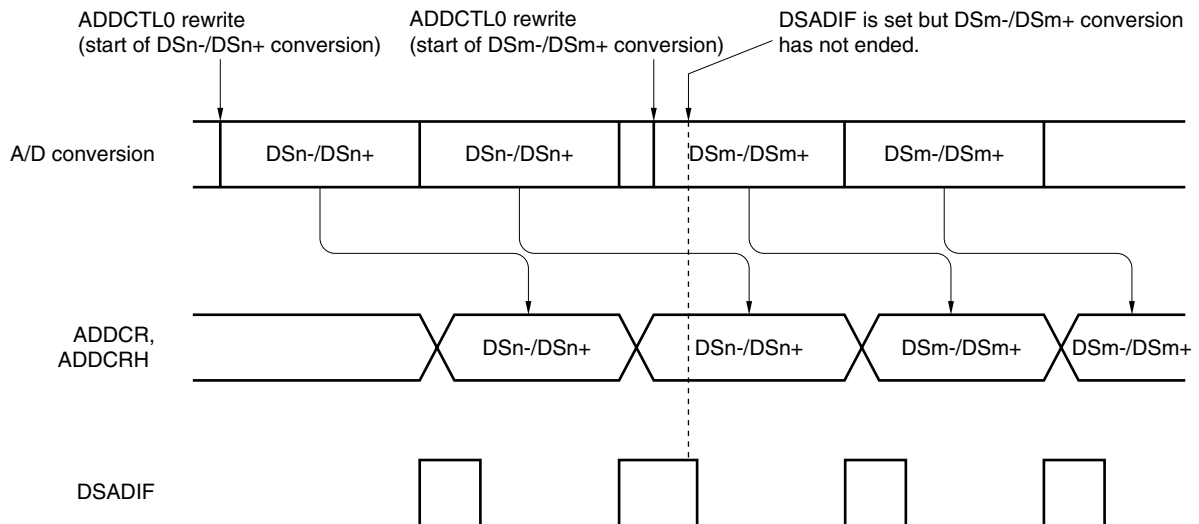 ADDCTL0 rewrite
(start of DSn-/DSn+ conversion)
ADDCTL0 rewrite
(start of DSm-/DSm+ conversion)
DSADIF is set but DSm-/DSm+ conversion
has not ended.
A/D conversion
DSn-/DSn+
DSn-/DSn+
DSm-/DSm+
DSm-/DSm+
ADDCR,
ADDCRH
DSn-/DSn+
DSn-/DSn+
DSm-/DSm+
DSm-/DSm+
DSADIF